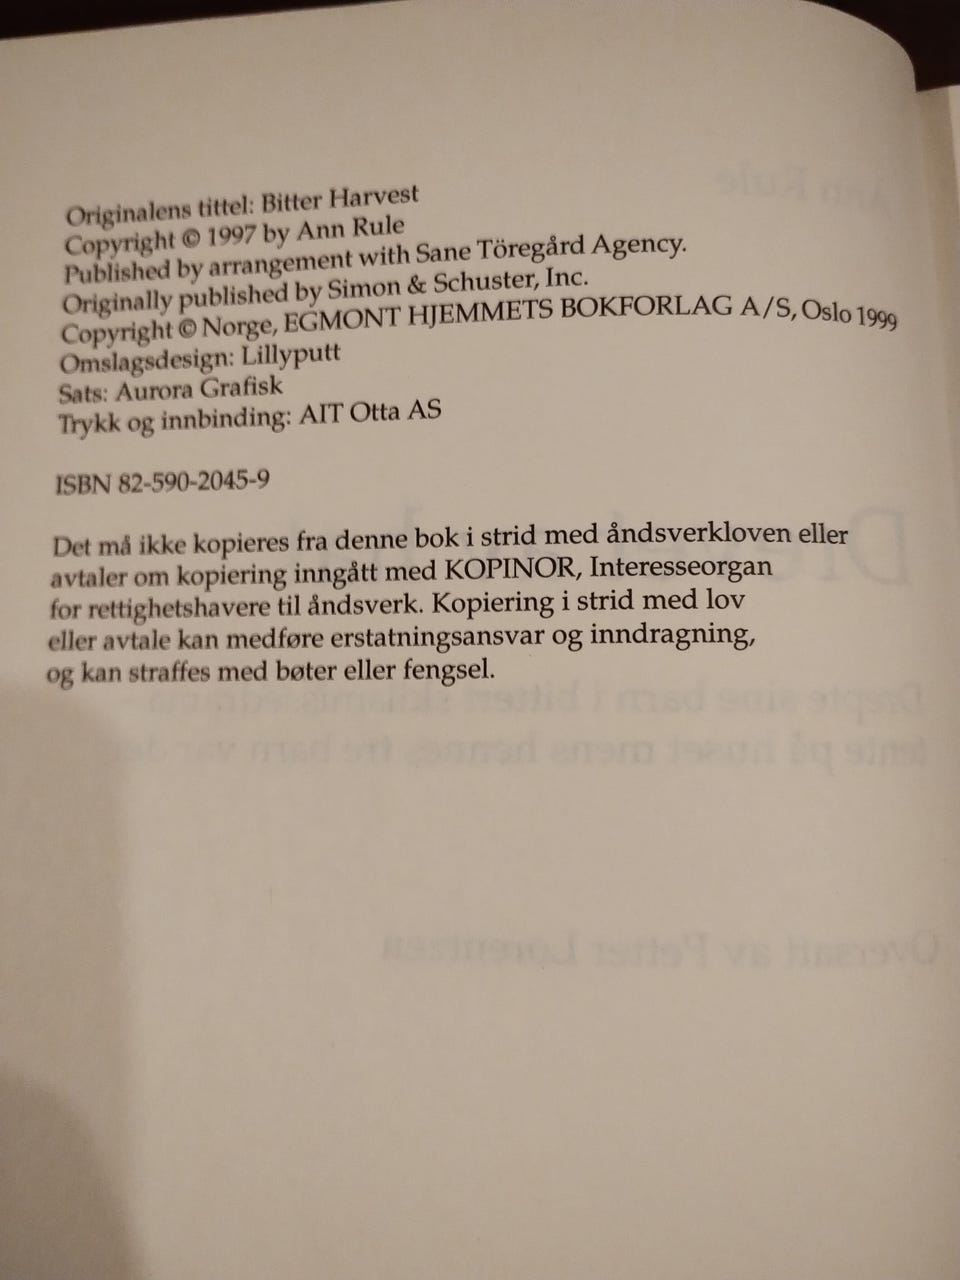 Originalens tittel: Bitter Harvest
Copyright © 1997 by Ann Rule
Published by arrangement with Sane Töregård Agency.
Originally published by Simon & Schuster, Inc.
Copyright © Norge, EGMONT HJEMMETS BOKFORLAG A/S, Oslo 1999
Omslagsdesign: Lillyputt
Sats: Aurora Grafisk
Trykk og innbinding: AIT Otta AS
ISBN 82-590-2045-9
Det må ikke kopieres fra denne bok i strid med åndsverkloven eller
avtaler om kopiering inngått med KOPINOR, Interesseorgan
for rettighetshavere til åndsverk. Kopiering i strid med lov
eller avtale kan medføre erstatningsansvar og inndragning,
og kan straffes med bøter eller fengsel.